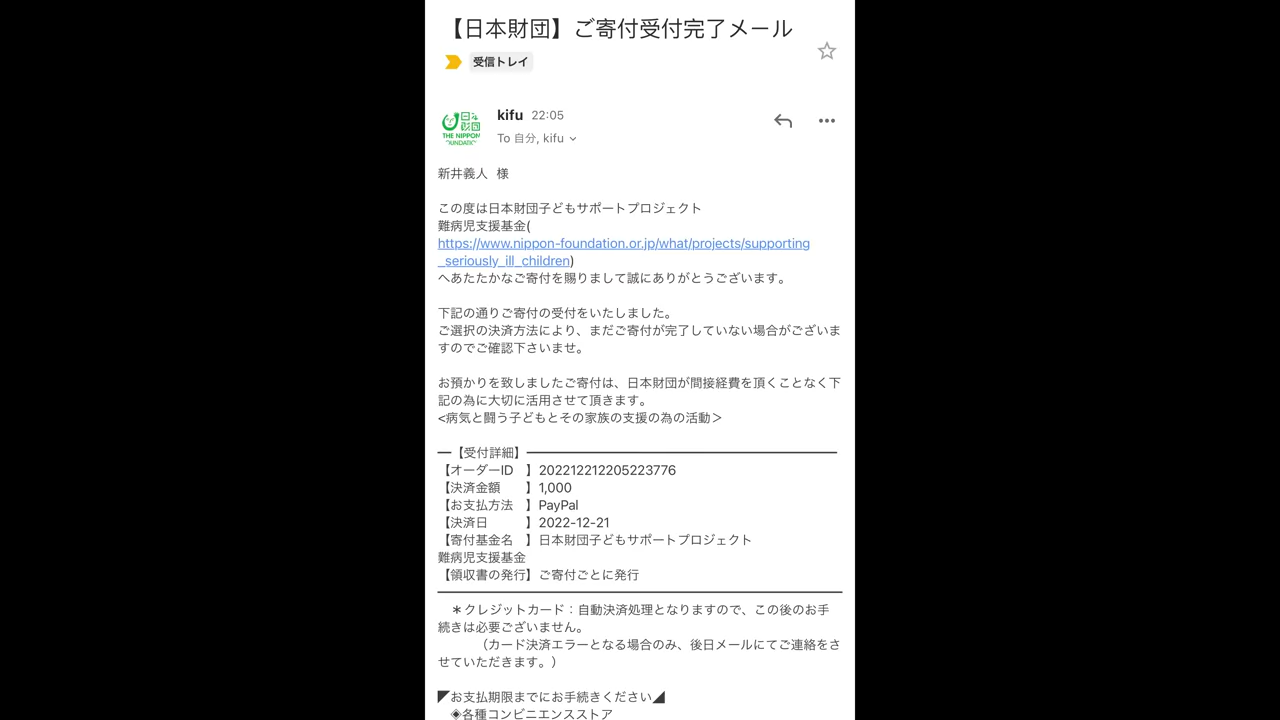 【日本財団】ご寄付受付完了メール
受信トレイ
kifu 22:05
To 自分, kifu
THE NIPPON
新井義人 様
この度は日本財団子どもサポートプロジェクト
難病児支援基金(
https://www.nippon-foundation.or.jp/what/projects/supporting
_seriously_ill_children)
へあたたかなご寄付を賜りまして誠にありがとうございます。
下記の通りご寄付の受付をいたしました。
ご選択の決済方法により、まだご寄付が完了していない場合がございま
すのでご確認下さいませ。
お預かりを致しましたご寄付は、日本財団が間接経費を頂くことなく下
記の為に大切に活用させて頂きます。
<病気と闘う子どもとその家族の支援の為の活動＞
━【受付詳細】━━━━━━━━━━━━━━━━━━━━━━━━━
【オーダーID 】202212212205223776
【決済金額 】1,000
【お支払方法 】PayPal
【決済日 】2022-12-21
【寄付基金名 】日本財団子どもサポートプロジェクト
難病児支援基金
【領収書の発行】ご寄付ごとに発行
＊クレジットカード：自動決済処理となりますので、この後のお手
続きは必要ございません。
（カード決済エラーとなる場合のみ、後日メールにてご連絡をさ
せていただきます。）
◤お支払期限までにお手続きください◢
◈各種コンビニエンスストア